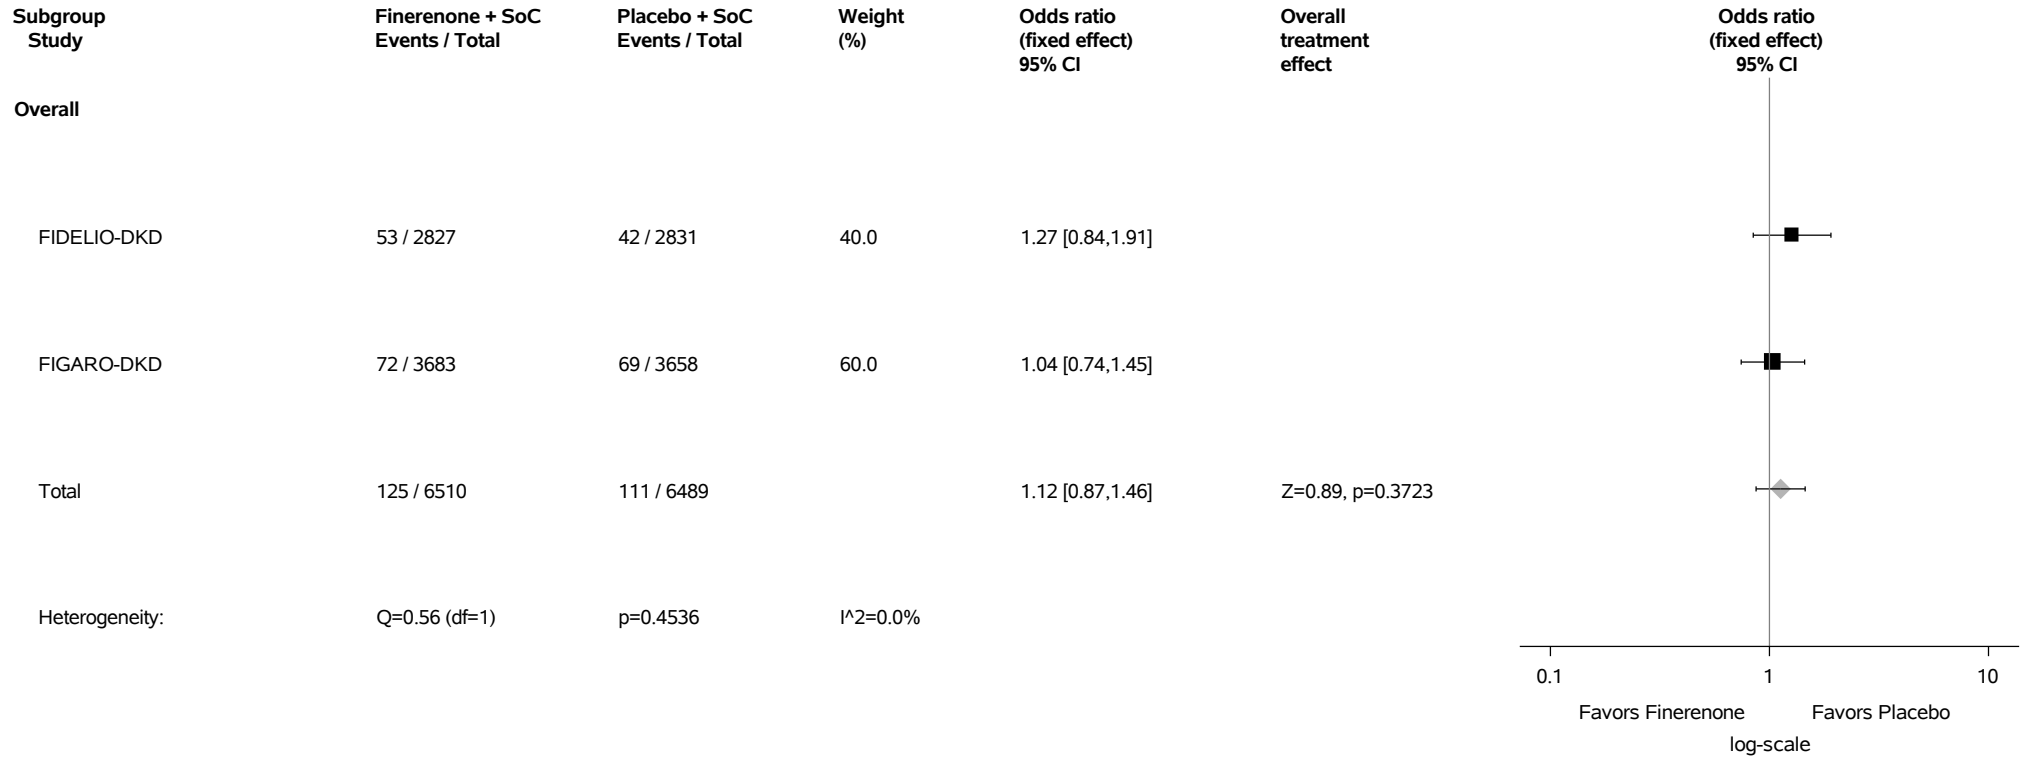 Subgroup Finerenone + SoC Placebo + SoC Weight Odds ratio Overall Odds ratio
Study Events / Total Events / Total (%) (fixed effect) treatment (fixed effect)
95% CI effect 95% CI
Overall
FIDELIO-DKD 53 / 2827 42 / 2831 40.0 1.27 [0.84,1.91]
FIGARO-DKD 72 / 3683 69 / 3658 60.0 1.04 [0.74,1.45]
Total 125 / 6510 111 / 6489 1.12 [0.87,1.46] Z=0.89, p=0.3723
Heterogeneity: Q=0.56 (df=1) p=0.4536 I^2=0.0%
0.1 1 10
Favors Finerenone Favors Placebo
log-scale